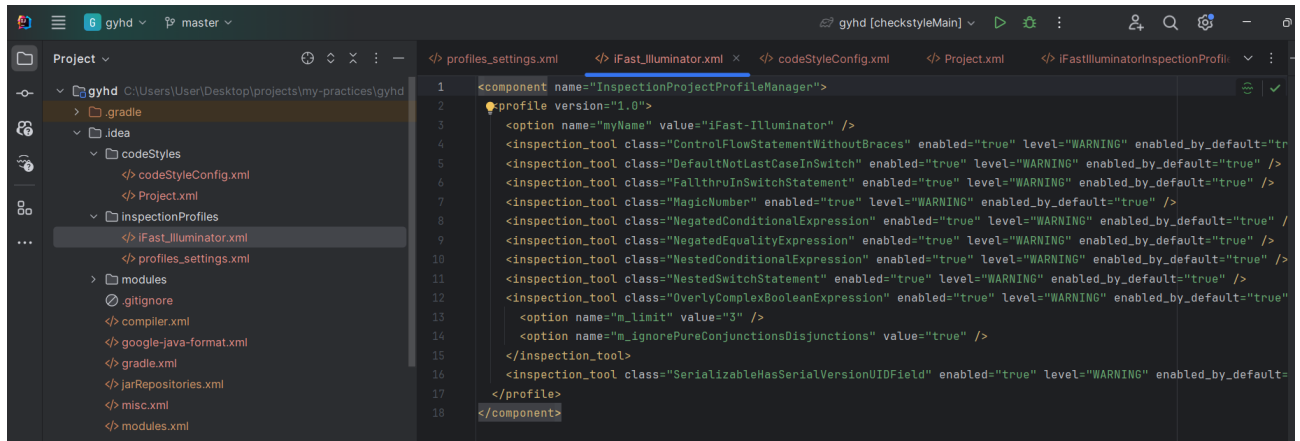 G gyhd master gyhd [checkstyleMain]
Project
profiles_settings.xml iFast_Illuminator.xml codeStyleConfig.xml Project.xml iFastIlluminatorInspectionProfil
gyhd C:\Users\User\Desktop\projects\my-practices\gyhd
.gradle
.idea
codeStyles
codeStyleConfig.xml
Project.xml
inspectionProfiles
iFast_Illuminator.xml
profiles_settings.xml
modules
.gitignore
compiler.xml
google-java-format.xml
gradle.xml
jarRepositories.xml
misc.xml
modules.xml
1 <component name="InspectionProjectProfileManager">
2 <profile version="1.0">
3 <option name="myName" value="iFast-Illuminator" />
4 <inspection_tool class="ControlFlowStatementWithoutBraces" enabled="true" level="WARNING" enabled_by_default="tr
5 <inspection_tool class="DefaultNotLastCaseInSwitch" enabled="true" level="WARNING" enabled_by_default="true" />
6 <inspection_tool class="FallthruInSwitchStatement" enabled="true" level="WARNING" enabled_by_default="true" />
7 <inspection_tool class="MagicNumber" enabled="true" level="WARNING" enabled_by_default="true" />
8 <inspection_tool class="NegatedConditionalExpression" enabled="true" level="WARNING" enabled_by_default="true" /
9 <inspection_tool class="NegatedEqualityExpression" enabled="true" level="WARNING" enabled_by_default="true" />
10 <inspection_tool class="NestedConditionalExpression" enabled="true" level="WARNING" enabled_by_default="true" />
11 <inspection_tool class="NestedSwitchStatement" enabled="true" level="WARNING" enabled_by_default="true" />
12 <inspection_tool class="OverlyComplexBooleanExpression" enabled="true" level="WARNING" enabled_by_default="true"
13 <option name="m_limit" value="3" />
14 <option name="m_ignorePureConjunctionsDisjunctions" value="true" />
15 </inspection_tool>
16 <inspection_tool class="SerializableHasSerialVersionUIDField" enabled="true" level="WARNING" enabled_by_default=
17 </profile>
18 </component>